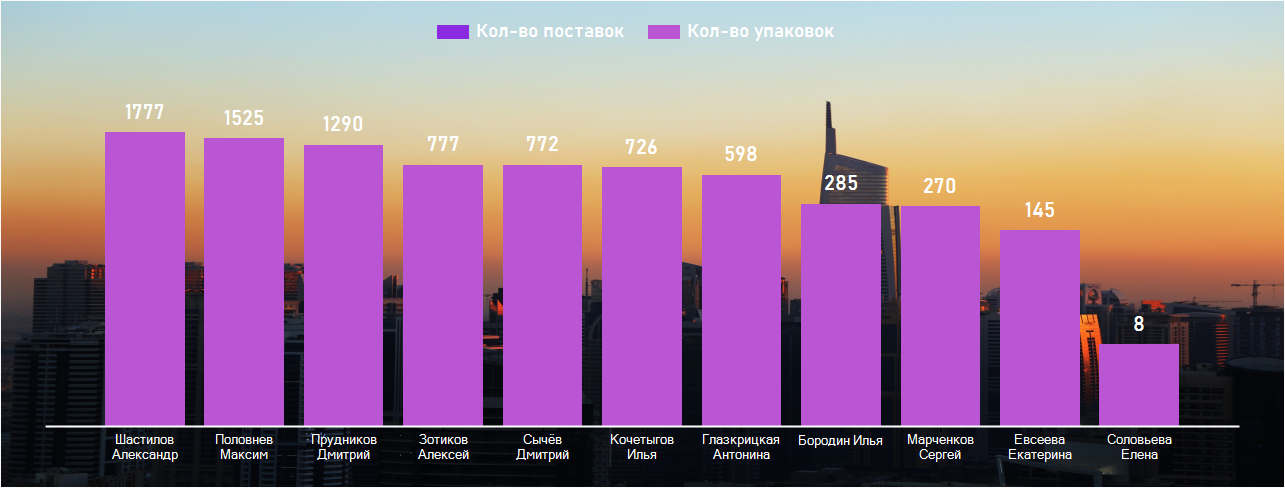 Кол-во поставок Кол-во упаковок
1777 1525 1290 777 772 726 598 285 270 145 8
Шастилов Половнев Прудников Зотиков Сычёв Кочетыгов Глазкрицкая Бородин Илья Марченков Евсеева Соловьева
Александр Максим Дмитрий Алексей Дмитрий Илья Антонина Сергей Екатерина Елена